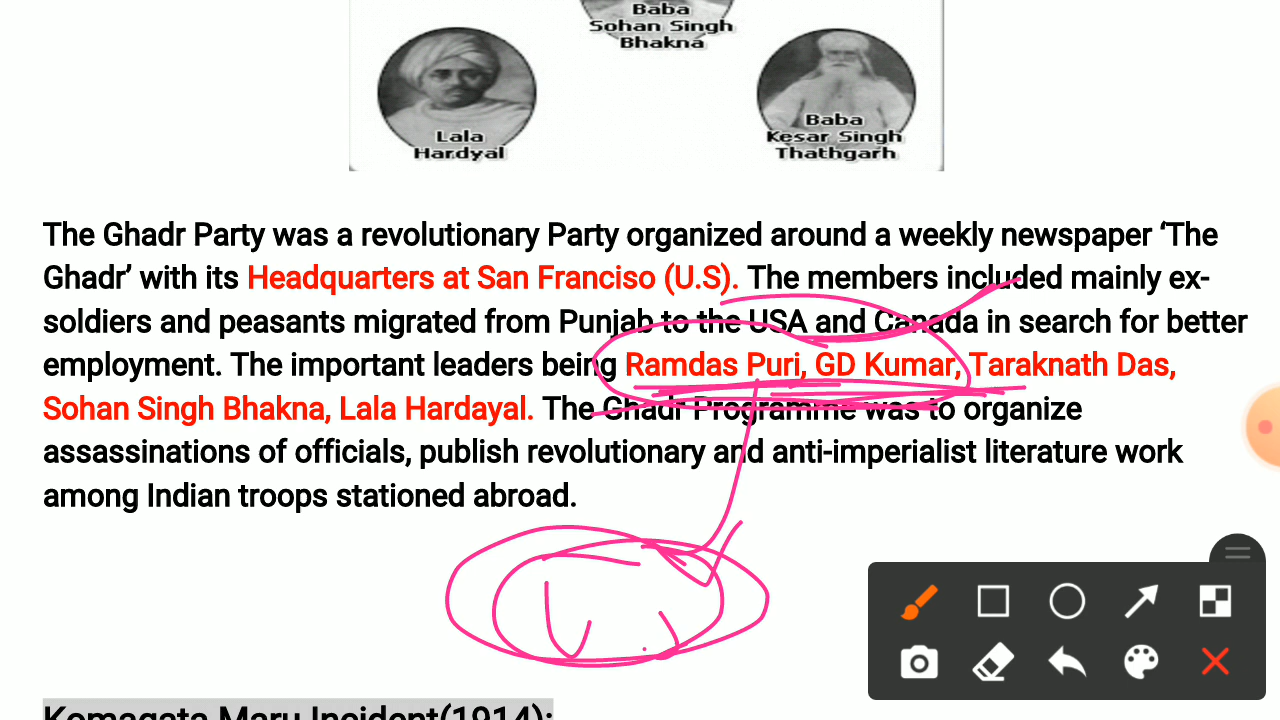 Baba
Sohan Singh
Bhakna
Lala
Hardyal
Baba
Kesar Singh
Thathgarh
The Ghadr Party was a revolutionary Party organized around a weekly newspaper ‘The
Ghadr’ with its Headquarters at San Franciso (U.S). The members included mainly ex-
soldiers and peasants migrated from Punjab to the USA and Canada in search for better
employment. The important leaders being Ramdas Puri, GD Kumar, Taraknath Das,
Sohan Singh Bhakna, Lala Hardayal. The Ghadr Programme was to organize
assassinations of officials, publish revolutionary and anti-imperialist literature work
among Indian troops stationed abroad.
Komagata Maru Incident(1914):